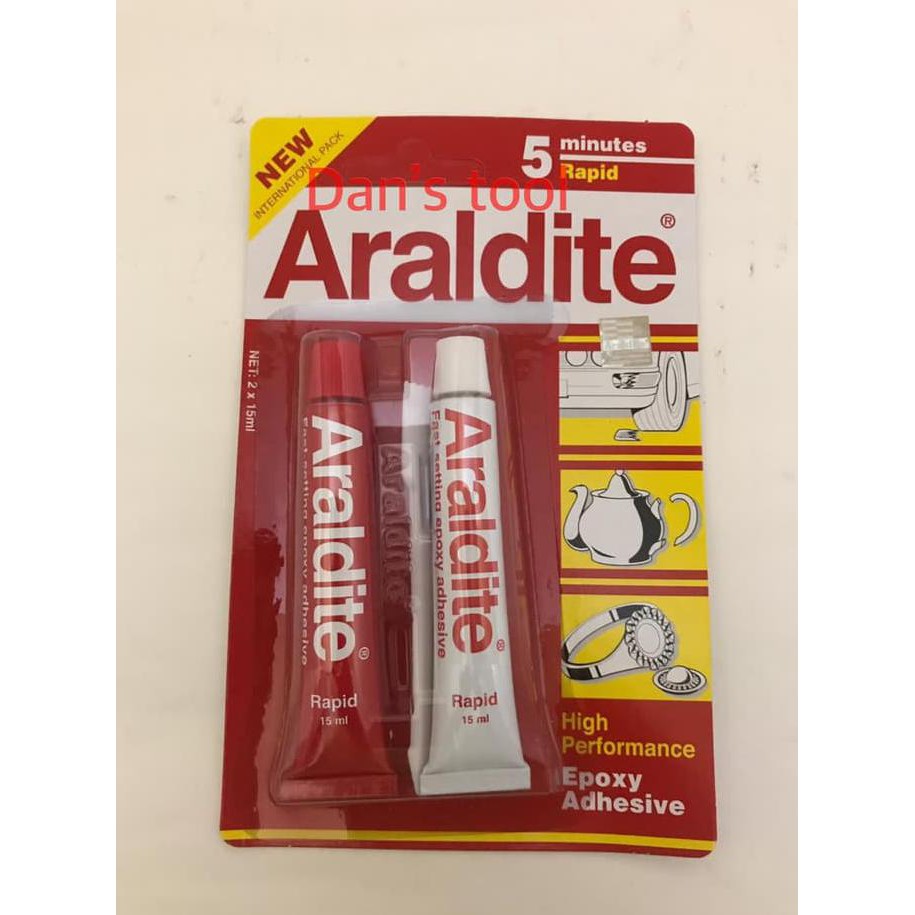 NEW
INTERNATIONAL PACK
5 minutes
Rapid
Dan's tool
Araldite®
NET: 2 x 15ml
Araldite®
Fast-setting epoxy adhesive
Rapid
15 ml
Araldite
Araldite®
Fast setting epoxy adhesive
Rapid
15 ml
High
Performance
Epoxy
Adhesive